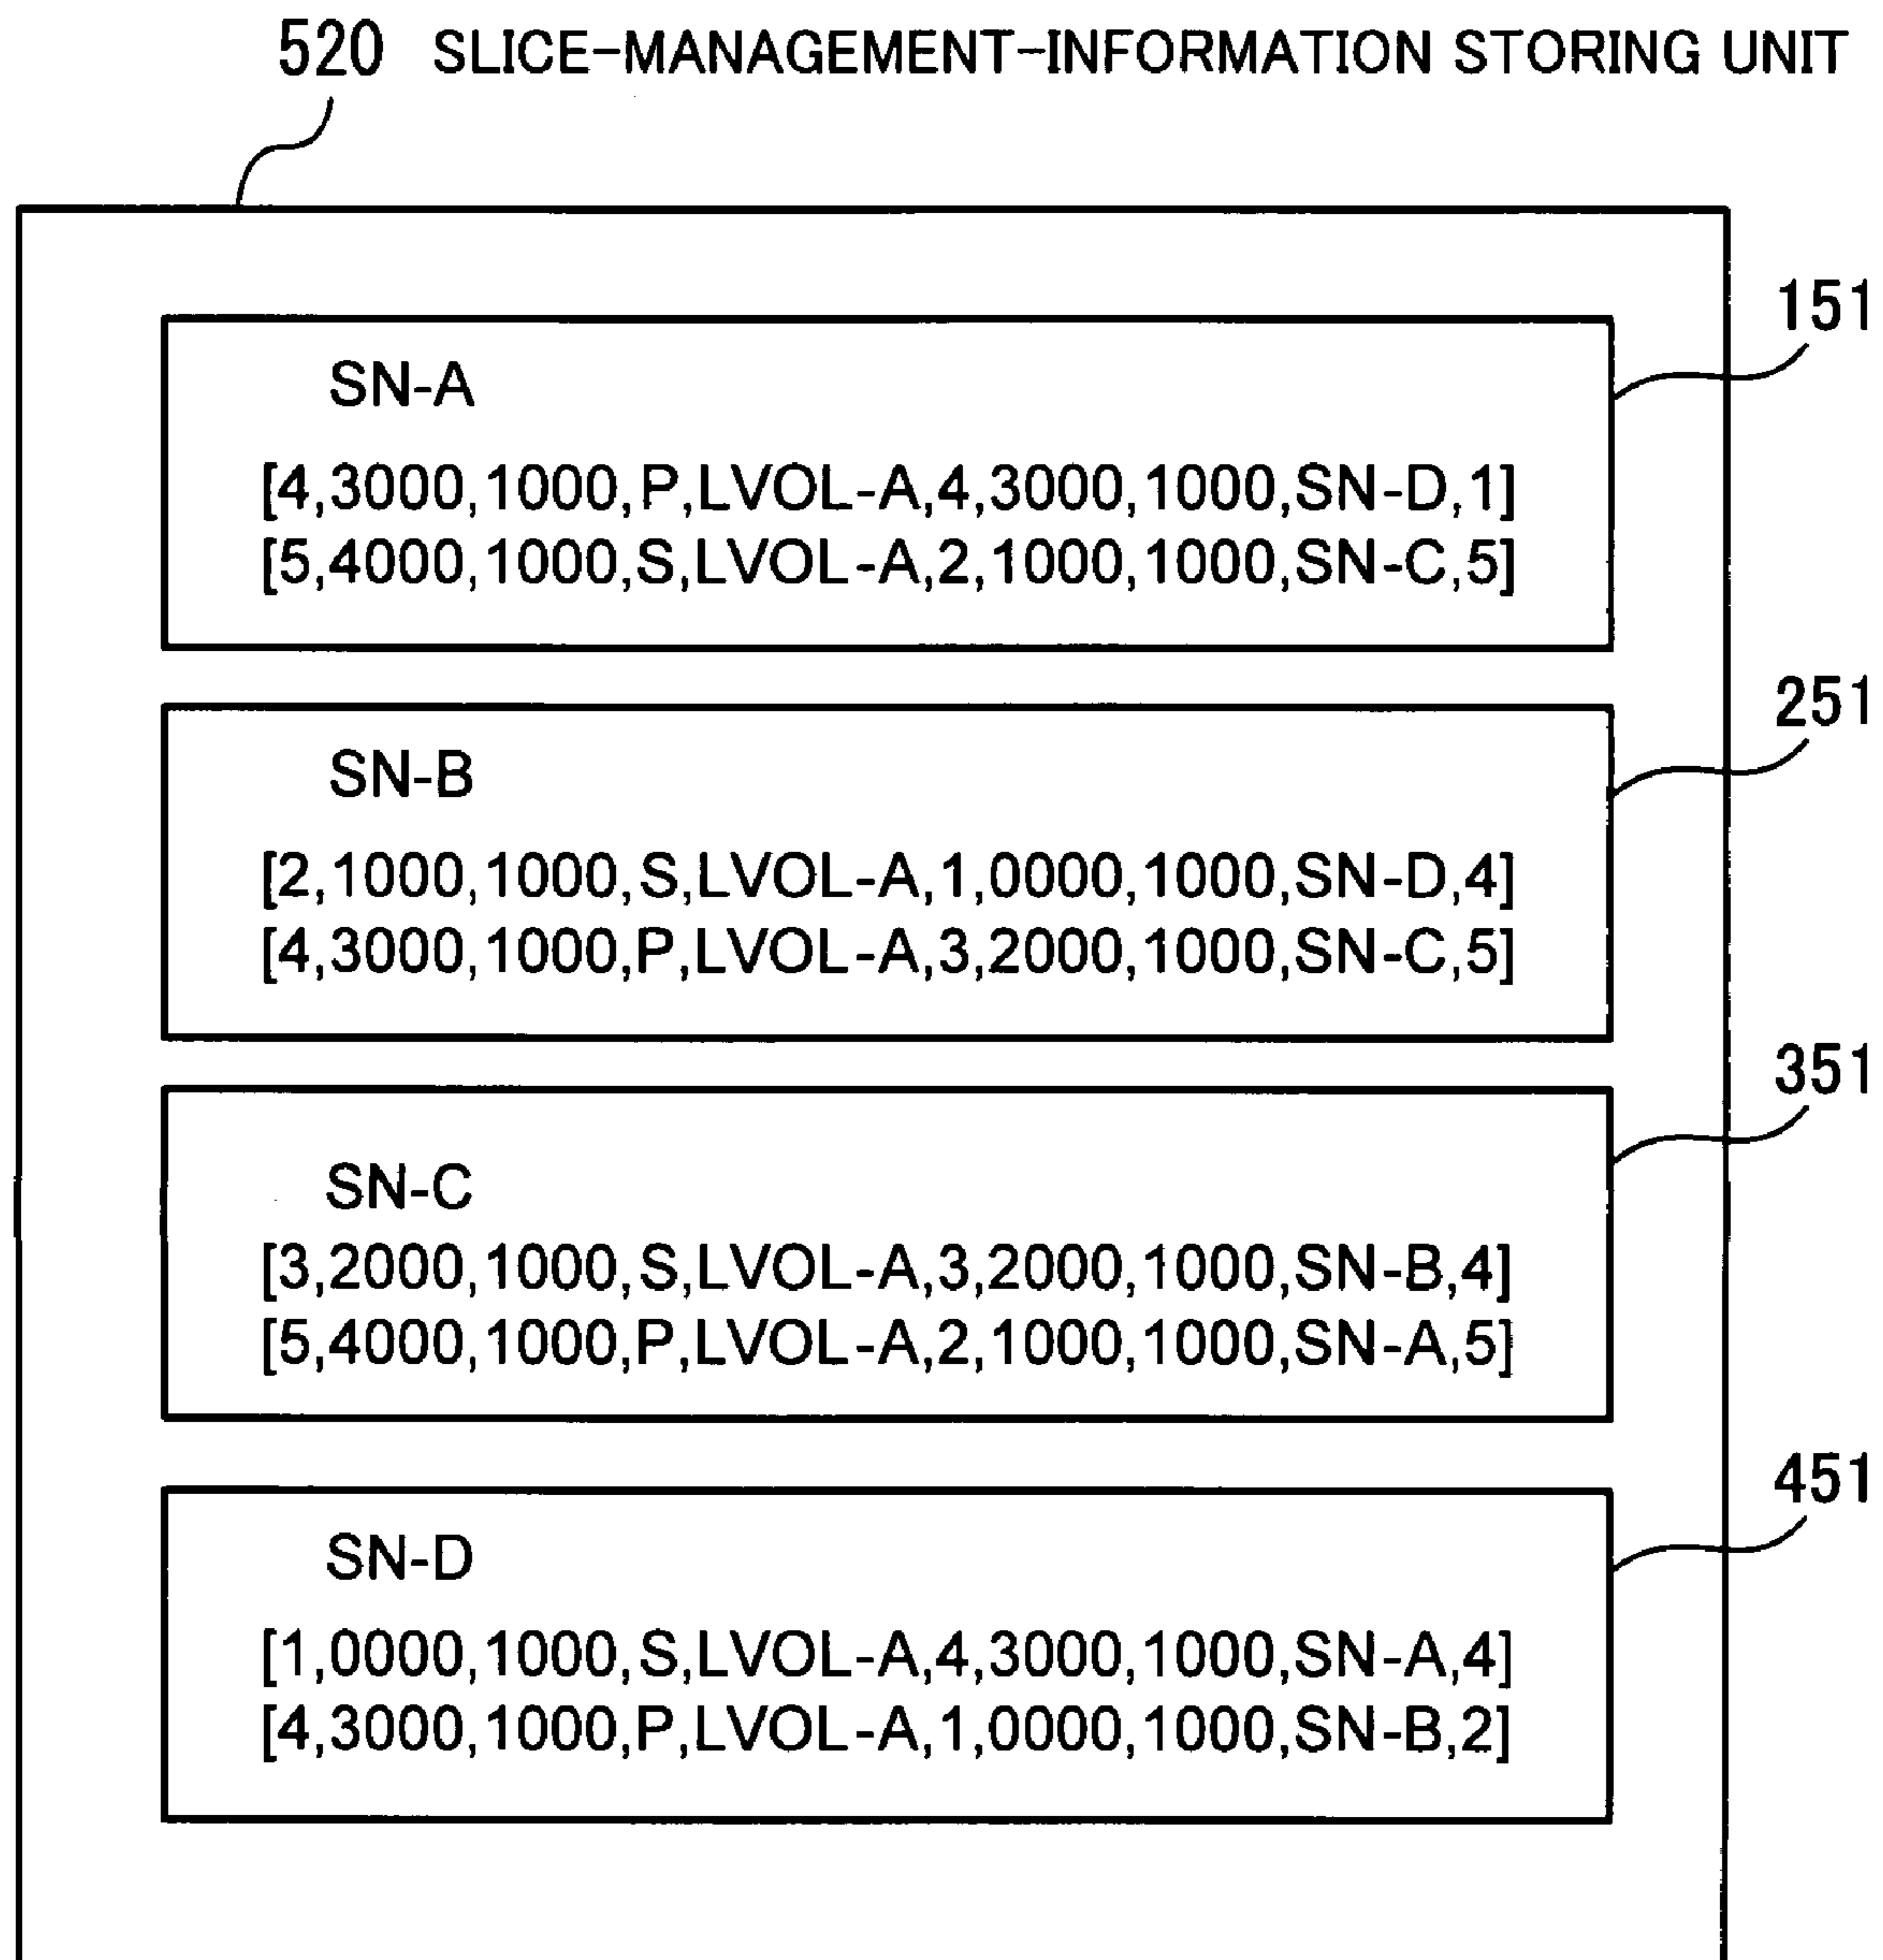 520 SLICE-MANAGEMENT-INFORMATION STORING UNIT
151
SN-A
[4,3000,1000,P,LVOL-A,4,3000,1000,SN-D,1]
[5,4000,1000,S,LVOL-A,2,1000,1000,SN-C,5]
251
SN-B
[2,1000,1000,S,LVOL-A,1,0000,1000,SN-D,4]
[4,3000,1000,P,LVOL-A,3,2000,1000,SN-C,5]
351
SN-C
[3,2000,1000,S,LVOL-A,3,2000,1000,SN-B,4]
[5,4000,1000,P,LVOL-A,2,1000,1000,SN-A,5]
451
SN-D
[1,0000,1000,S,LVOL-A,4,3000,1000,SN-A,4]
[4,3000,1000,P,LVOL-A,1,0000,1000,SN-B,2]